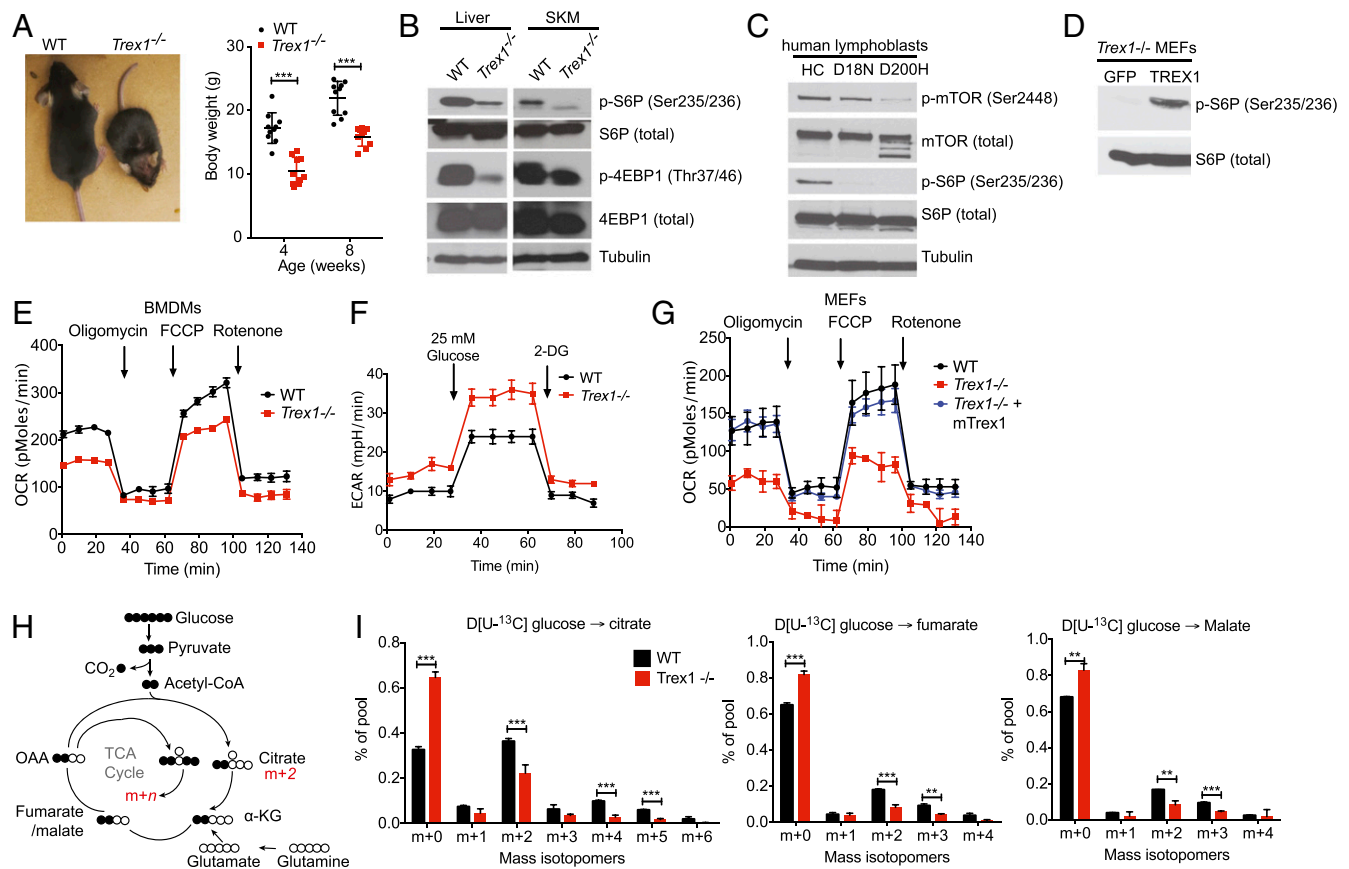 A
WT
Trex1-/-
WT
Trex1-/-
***
***
Body weight (g)
30
20
10
0
4
8
Age (weeks)
B
Liver
SKM
WT
Trex1-/-
WT
Trex1-/-
p-S6P (Ser235/236)
S6P (total)
p-4EBP1 (Thr37/46)
4EBP1 (total)
Tubulin
C
human lymphoblasts
HC D18N D200H
p-mTOR (Ser2448)
mTOR (total)
p-S6P (Ser235/236)
S6P (total)
Tubulin
D
Trex1-/- MEFs
GFP TREX1
p-S6P (Ser235/236)
S6P (total)
E
BMDMs
Oligomycin FCCP Rotenone
WT
Trex1-/-
OCR (pMoles/min)
400
300
200
100
0
0 20 40 60 80 100 120 140
Time (min)
F
25 mM
Glucose
2-DG
WT
Trex1-/-
ECAR (mpH/min)
40
30
20
10
0
0 20 40 60 80 100
Time (min)
G
MEFs
Oligomycin FCCP Rotenone
WT
Trex1-/-
Trex1-/- +
mTrex1
OCR (pMoles/min)
250
200
150
100
50
0
0 20 40 60 80 100 120 140
Time (min)
H
Glucose
Pyruvate
CO2
Acetyl-CoA
OAA
TCA
Cycle
Citrate
m+2
m+n
Fumarate
/malate
α-KG
Glutamate
Glutamine
I
D[U-13C] glucose → citrate
WT
Trex1 -/-
***
***
***
***
% of pool
0.8
0.6
0.4
0.2
0.0
m+0 m+1 m+2 m+3 m+4 m+5 m+6
Mass isotopomers
D[U-13C] glucose → fumarate
***
***
**
% of pool
1.0
0.8
0.6
0.4
0.2
0.0
m+0 m+1 m+2 m+3 m+4
Mass isotopomers
D[U-13C] glucose → Malate
**
**
***
% of pool
1.0
0.8
0.6
0.4
0.2
0.0
m+0 m+1 m+2 m+3 m+4
Mass isotopomers